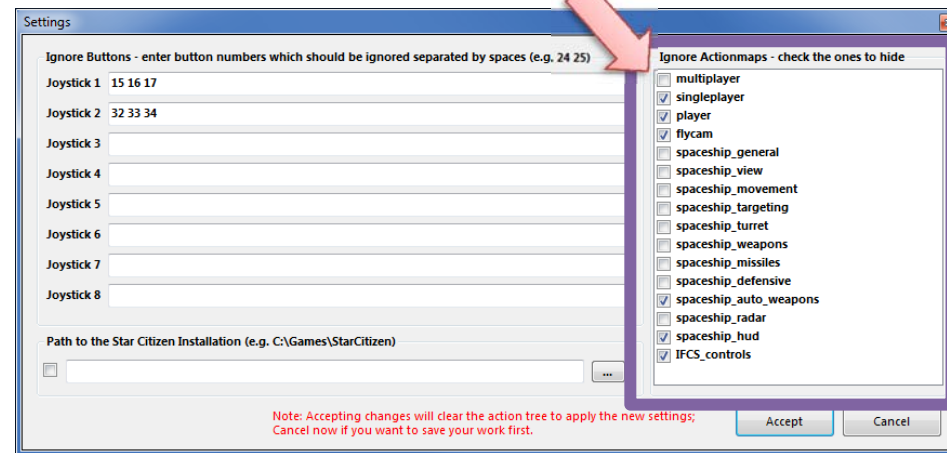 Settings
Ignore Buttons - enter button numbers which should be ignored separated by spaces (e.g. 24 25)
Joystick 1 15 16 17
Joystick 2 32 33 34
Joystick 3
Joystick 4
Joystick 5
Joystick 6
Joystick 7
Joystick 8
Path to the Star Citizen Installation (e.g. C:\Games\StarCitizen)
...
Ignore Actionmaps - check the ones to hide
multiplayer
singleplayer
player
flycam
spaceship_general
spaceship_view
spaceship_movement
spaceship_targeting
spaceship_turret
spaceship_weapons
spaceship_missiles
spaceship_defensive
spaceship_auto_weapons
spaceship_radar
spaceship_hud
IFCS_controls
Note: Accepting changes will clear the action tree to apply the new settings;
Cancel now if you want to save your work first.
Accept
Cancel